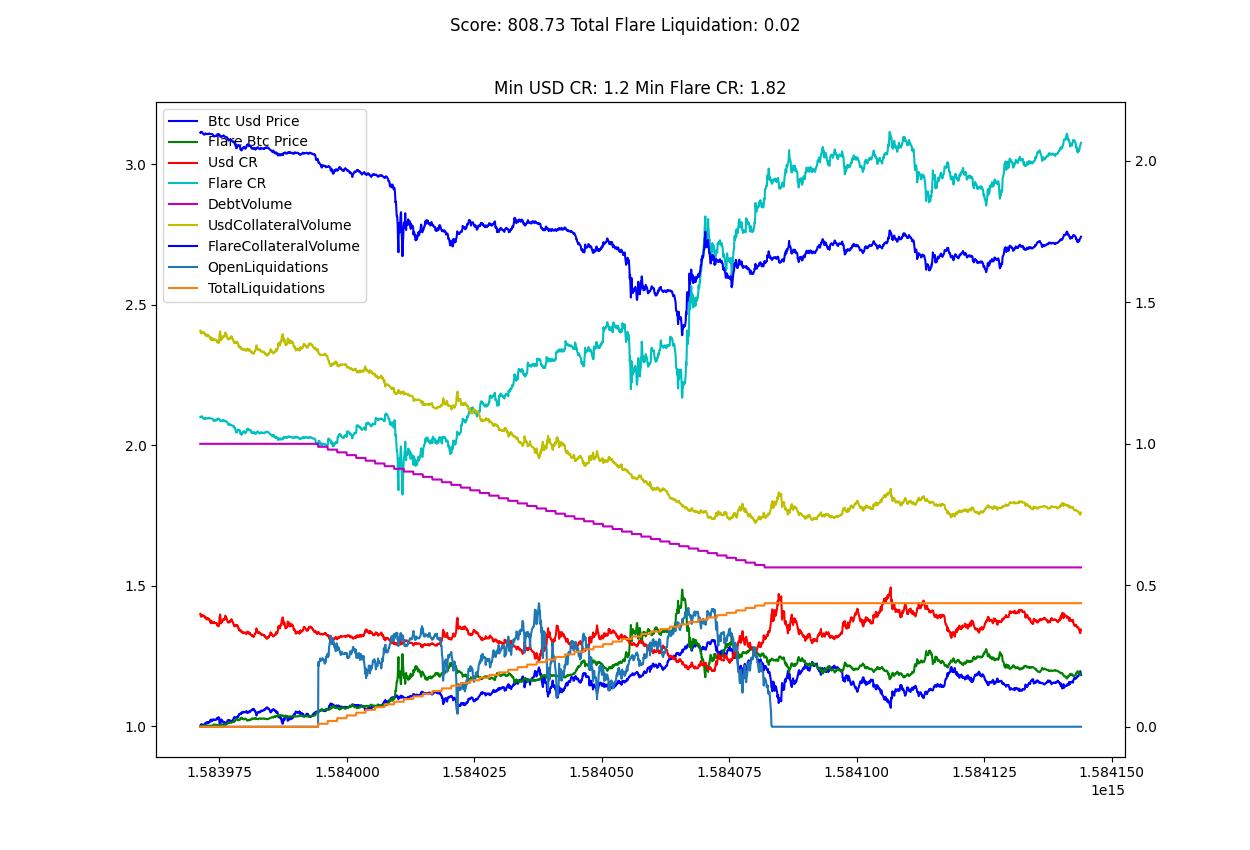 Score: 808.73 Total Flare Liquidation: 0.02
Min USD CR: 1.2 Min Flare CR: 1.82
Btc Usd Price
Flare Btc Price
Usd CR
Flare CR
DebtVolume
UsdCollateralVolume
FlareCollateralVolume
OpenLiquidations
TotalLiquidations
3.0
2.5
2.0
1.5
1.0
2.0
1.5
1.0
0.5
0.0
1.583975 1.584000 1.584025 1.584050 1.584075 1.584100 1.584125 1.584150
1e15